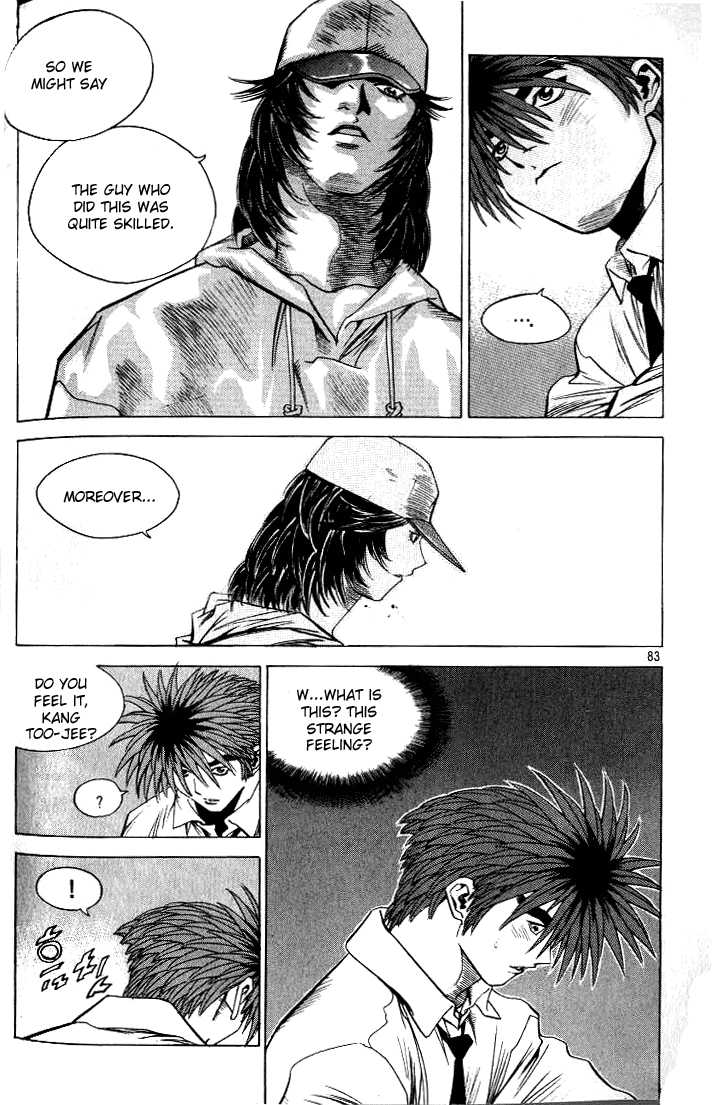 SO WE
MIGHT SAY
THE GUY WHO
DID THIS WAS
QUITE SKILLED.
...
MOREOVER...
83
DO YOU
FEEL IT,
KANG
TOO-JEE?
?
W...WHAT IS
THIS? THIS
STRANGE
FEELING?
!